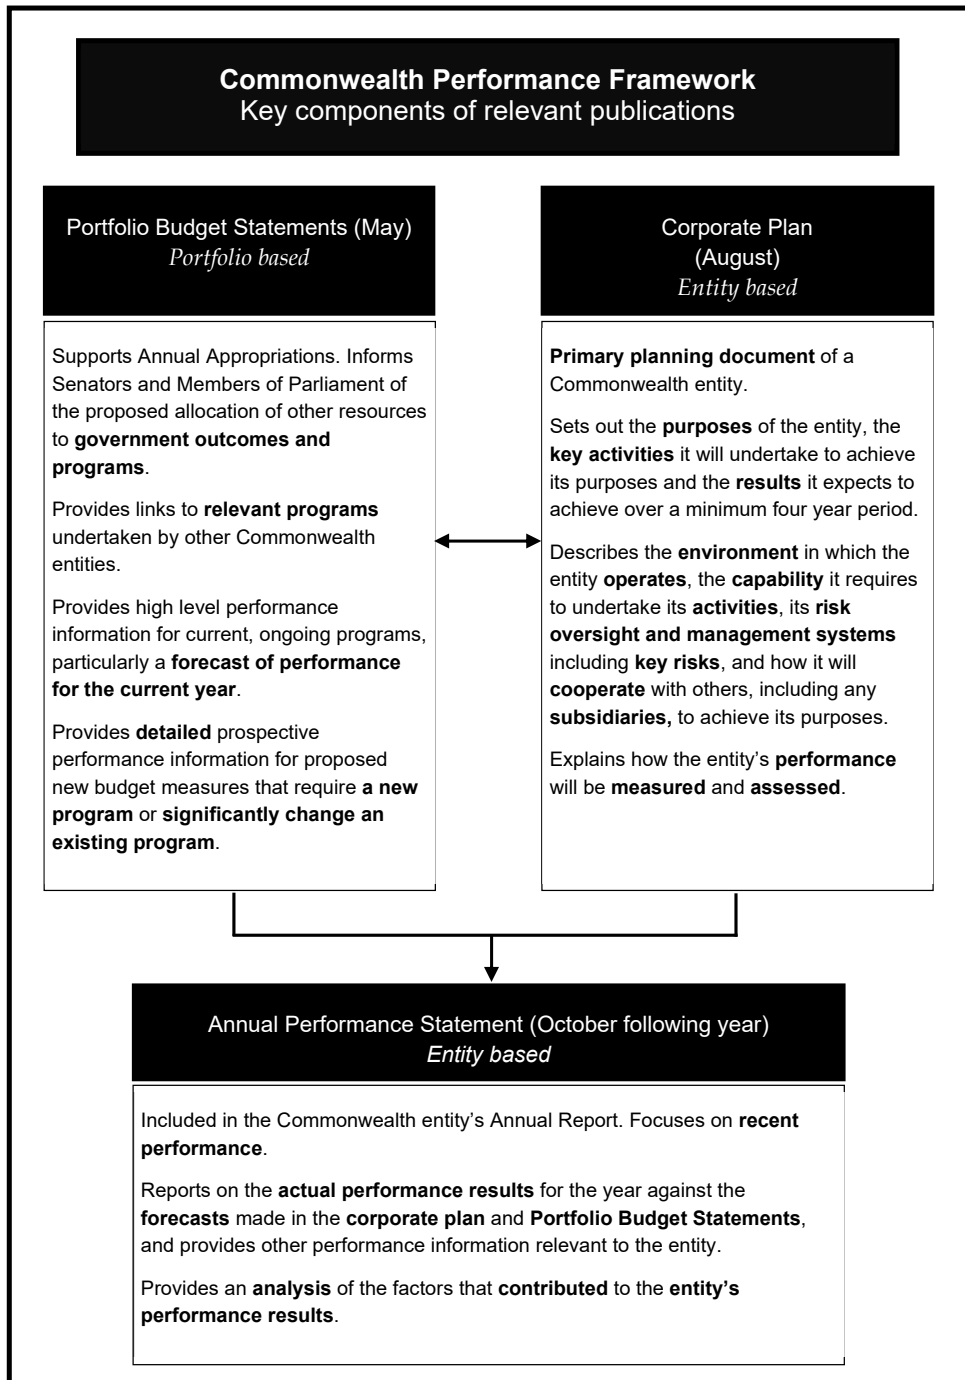 Commonwealth Performance Framework
Key components of relevant publications
Portfolio Budget Statements (May)
Portfolio based
Supports Annual Appropriations. Informs
Senators and Members of Parliament of
the proposed allocation of other resources
to government outcomes and
programs.
Provides links to relevant programs
undertaken by other Commonwealth
entities.
Provides high level performance
information for current, ongoing programs,
particularly a forecast of performance
for the current year.
Provides detailed prospective
performance information for proposed
new budget measures that require a new
program or significantly change an
existing program.
Corporate Plan
(August)
Entity based
Primary planning document of a
Commonwealth entity.
Sets out the purposes of the entity, the
key activities it will undertake to achieve
its purposes and the results it expects to
achieve over a minimum four year period.
Describes the environment in which the
entity operates, the capability it requires
to undertake its activities, its risk
oversight and management systems
including key risks, and how it will
cooperate with others, including any
subsidiaries, to achieve its purposes.
Explains how the entity’s performance
will be measured and assessed.
Annual Performance Statement (October following year)
Entity based
Included in the Commonwealth entity’s Annual Report. Focuses on recent
performance.
Reports on the actual performance results for the year against the
forecasts made in the corporate plan and Portfolio Budget Statements,
and provides other performance information relevant to the entity.
Provides an analysis of the factors that contributed to the entity’s
performance results.